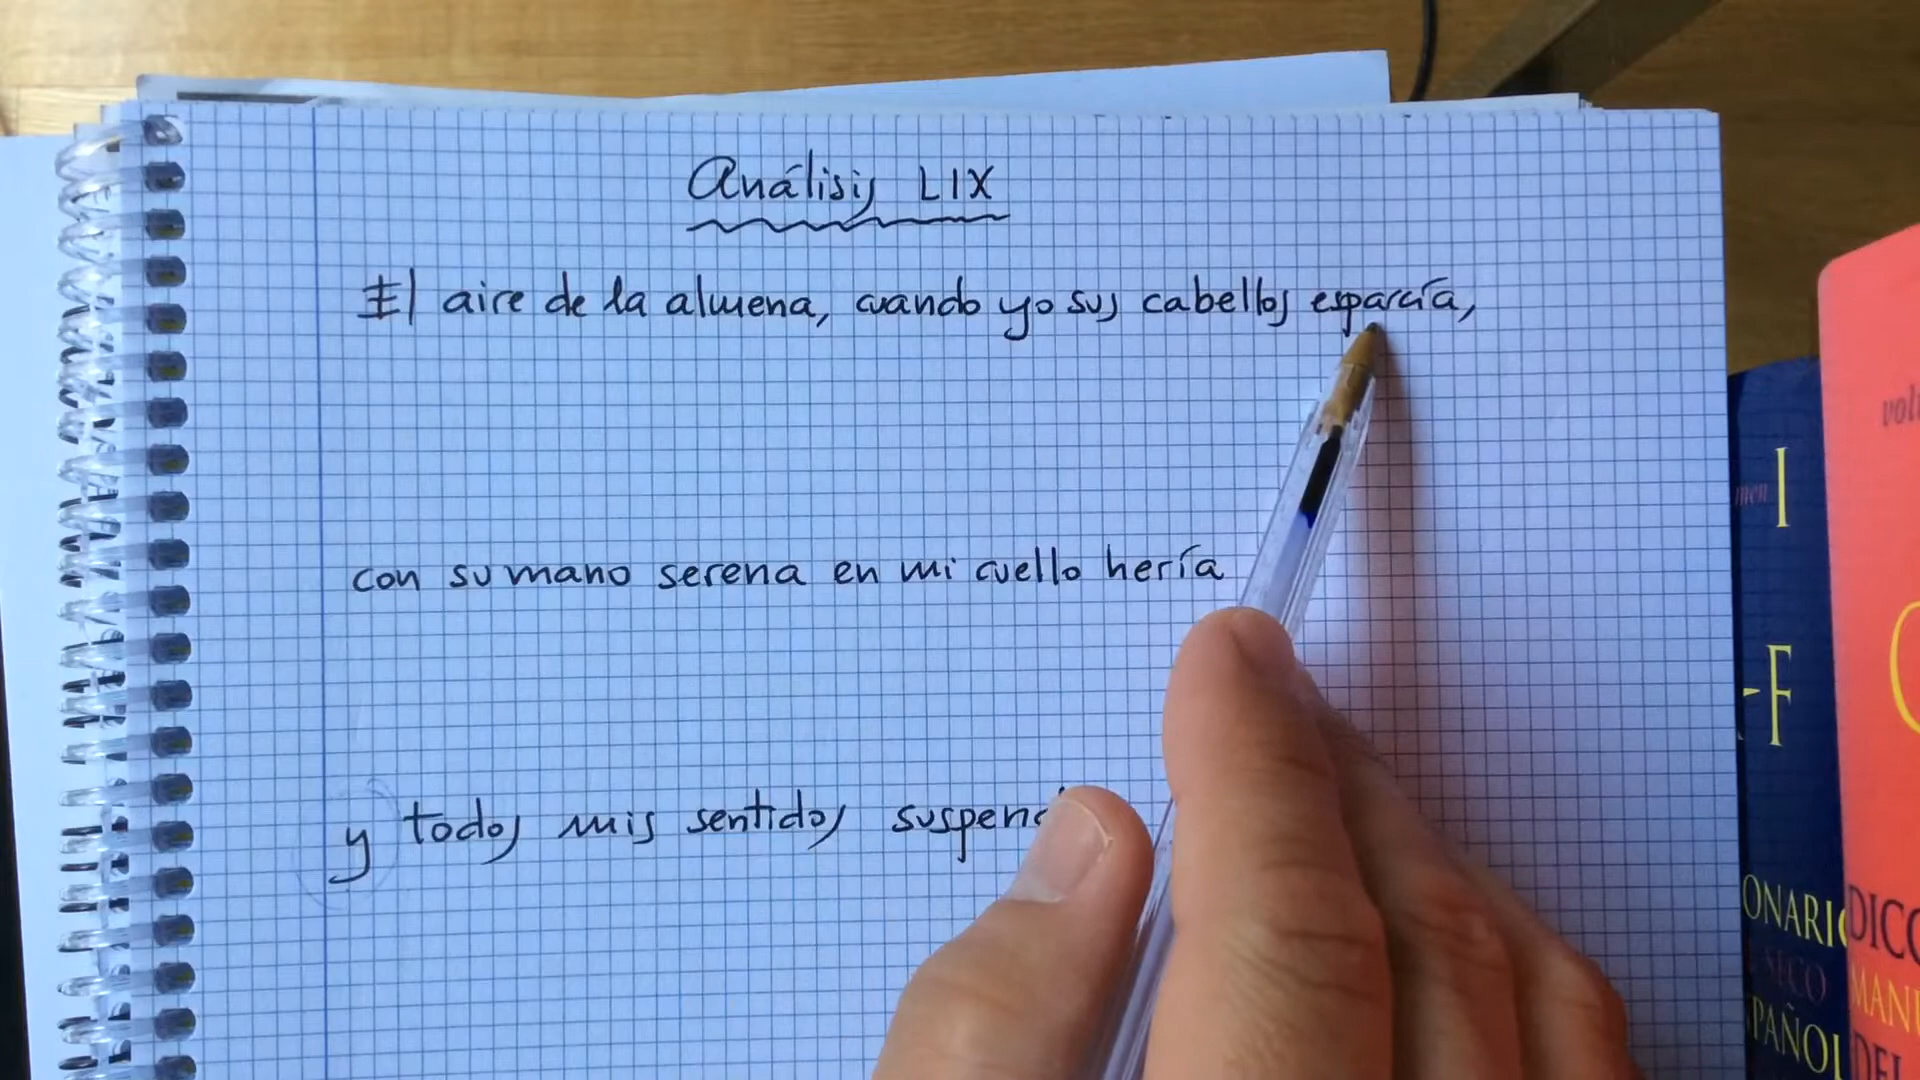 Análisis LIX
El aire de la almena, cuando yo sus cabellos esparcía,
con su mano serena en mi cuello hería
y todos mis sentidos
I
-F
DEL